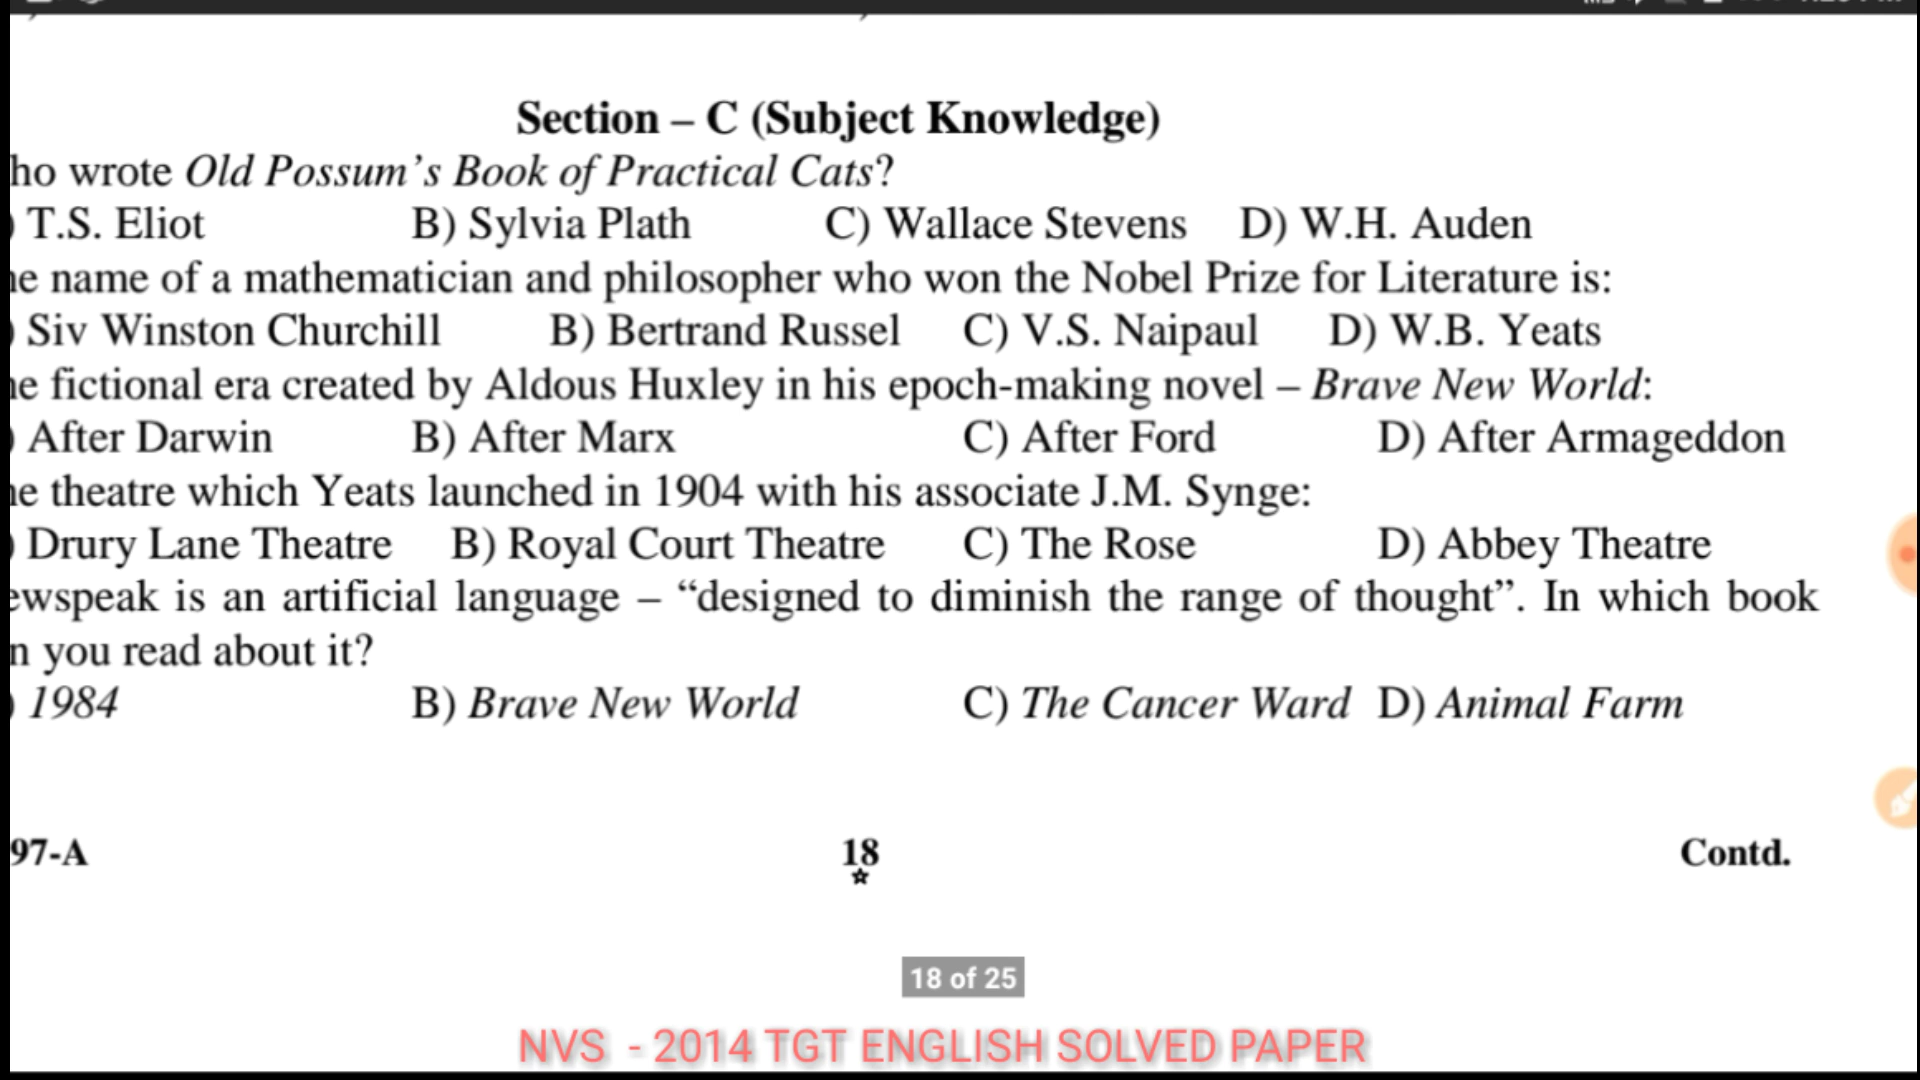 Section – C (Subject Knowledge)
ho wrote Old Possum’s Book of Practical Cats?
) T.S. Eliot B) Sylvia Plath C) Wallace Stevens D) W.H. Auden
he name of a mathematician and philosopher who won the Nobel Prize for Literature is:
) Siv Winston Churchill B) Bertrand Russel C) V.S. Naipaul D) W.B. Yeats
he fictional era created by Aldous Huxley in his epoch-making novel – Brave New World:
) After Darwin B) After Marx C) After Ford D) After Armageddon
he theatre which Yeats launched in 1904 with his associate J.M. Synge:
) Drury Lane Theatre B) Royal Court Theatre C) The Rose D) Abbey Theatre
ewspeak is an artificial language – “designed to diminish the range of thought”. In which book
n you read about it?
) 1984 B) Brave New World C) The Cancer Ward D) Animal Farm
97-A 18 Contd.
18 of 25
NVS - 2014 TGT ENGLISH SOLVED PAPER